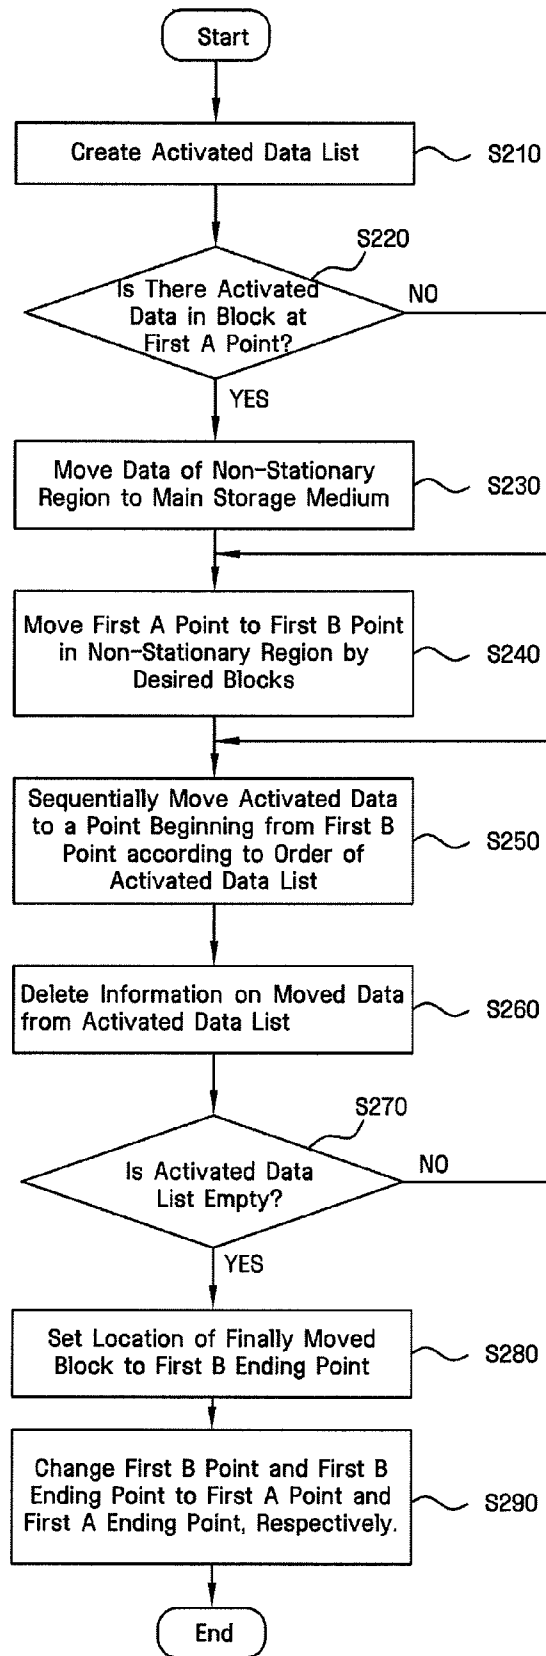 Start
Create Activated Data List
S210
S220
Is There Activated
Data in Block at
First A Point?
NO
YES
Move Data of Non-Stationary
Region to Main Storage Medium
S230
Move First A Point to First B Point
in Non-Stationary Region by
Desired Blocks
S240
Sequentially Move Activated Data
to a Point Beginning from First B
Point according to Order of
Activated Data List
S250
Delete Information on Moved Data
from Activated Data List
S260
S270
Is Activated Data
List Empty?
NO
YES
Set Location of Finally Moved
Block to First B Ending Point
S280
Change First B Point and First B
Ending Point to First A Point and
First A Ending Point, Respectively.
S290
End